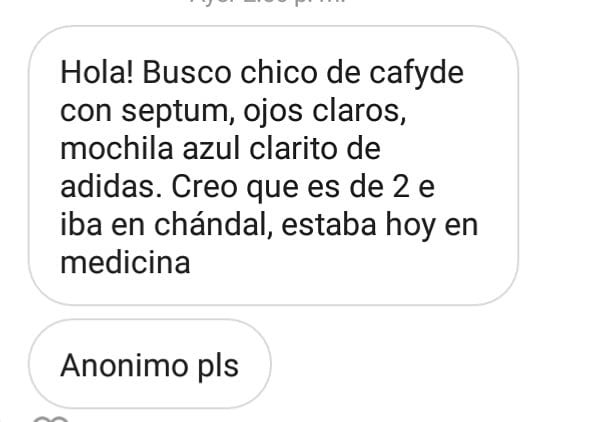 Hola! Busco chico de cafyde
con septum, ojos claros,
mochila azul clarito de
adidas. Creo que es de 2 e
iba en chándal, estaba hoy en
medicina
Anonimo pls